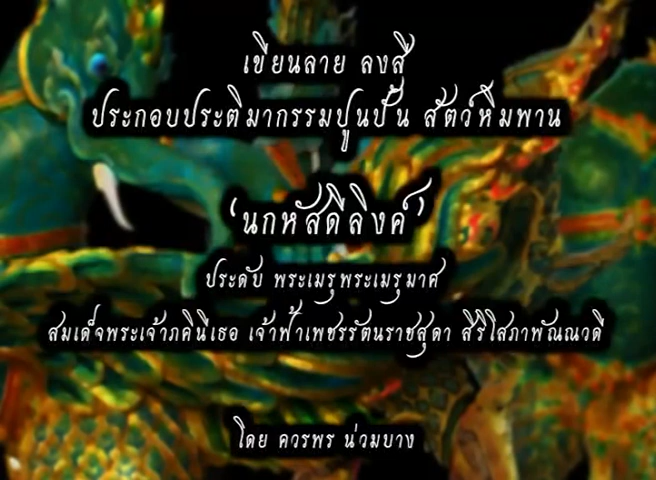 เขียนลาย ลงสี
ประกอบประติมากรรมปูนปั้น สัตว์หิมพาน
'นกหัสดีลิงค์'
ประดับ พระเมรุพระเมรุมาศ
สมเด็จพระเจ้าภคินีเธอ เจ้าฟ้าเพชรรัตนราชสุดา สิริโสภาพัณณวดี
โดย ควรพร น่วมบาง